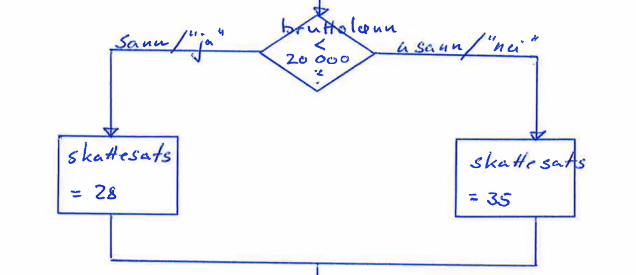 bruttolønn
<
20 000
?
sann/"ja"
usann/"nei"
skattesats
= 28
skattesats
= 35